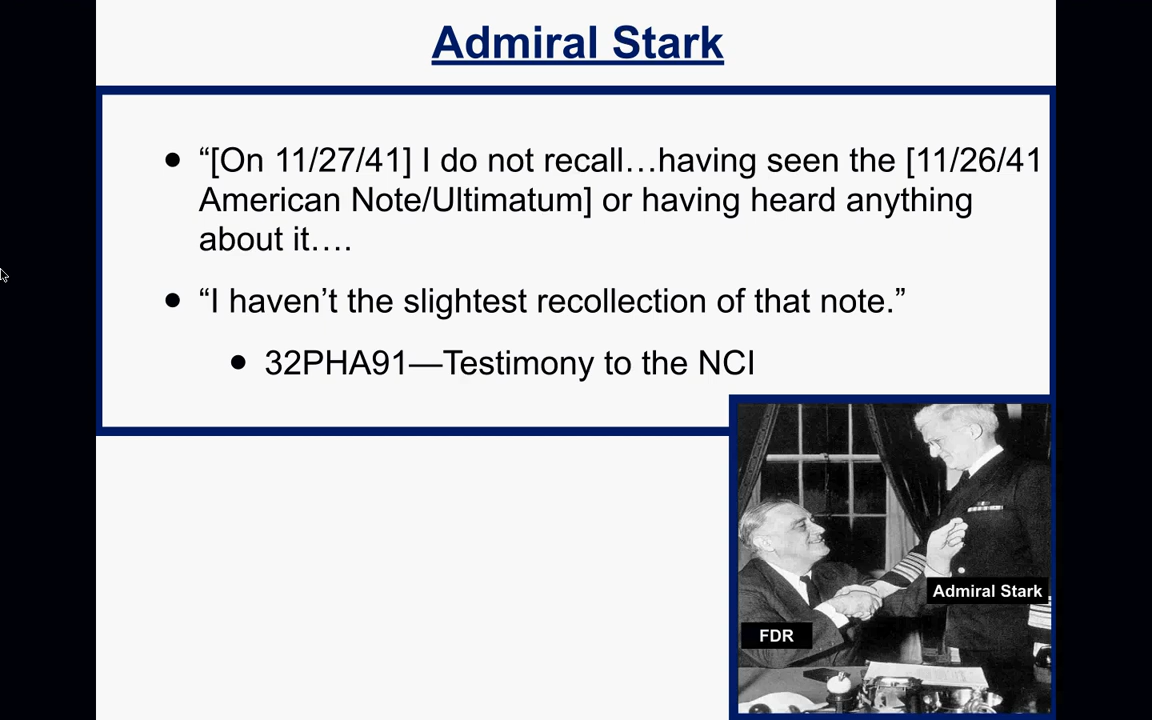 Admiral Stark
• “[On 11/27/41] I do not recall…having seen the [11/26/41
American Note/Ultimatum] or having heard anything
about it….
• “I haven’t the slightest recollection of that note.”
• 32PHA91—Testimony to the NCI
Admiral Stark
FDR